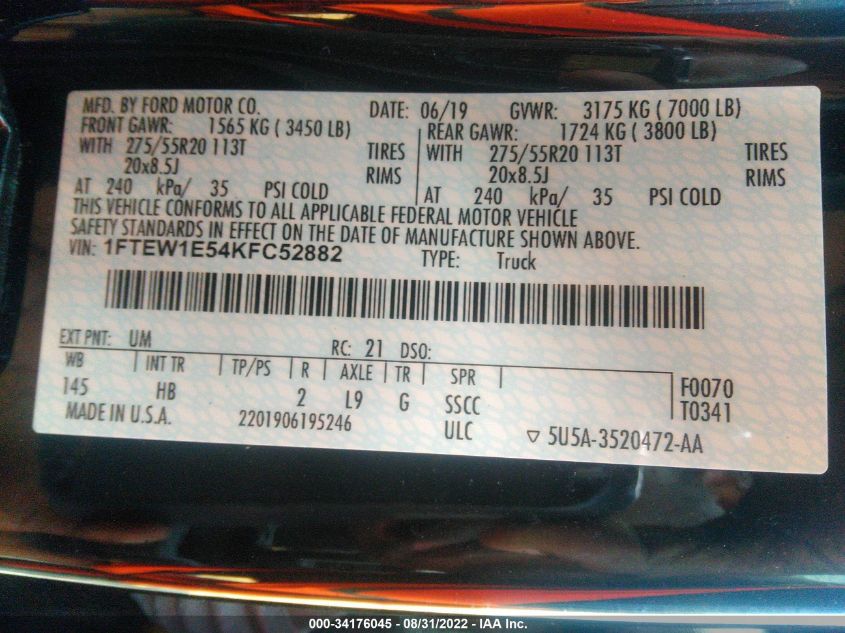 MFD. BY FORD MOTOR CO. DATE: 06/19 GVWR: 3175 KG ( 7000 LB)
FRONT GAWR: 1565 KG ( 3450 LB) REAR GAWR: 1724 KG ( 3800 LB)
WITH 275/55R20 113T TIRES WITH 275/55R20 113T TIRES
20x8.5J RIMS 20x8.5J RIMS
AT 240 kPa/ 35 PSI COLD AT 240 kPa/ 35 PSI COLD
THIS VEHICLE CONFORMS TO ALL APPLICABLE FEDERAL MOTOR VEHICLE
SAFETY STANDARDS IN EFFECT ON THE DATE OF MANUFACTURE SHOWN ABOVE.
VIN: 1FTEW1E54KFC52882 TYPE: Truck
EXT PNT: UM RC: 21 DSO:
WB INT TR TP/PS R AXLE TR SPR F0070
145 HB 2 L9 G SSCC T0341
MADE IN U.S.A. 2201906195246 ULC ▽ 5U5A-3520472-AA
000-34176045 - 08/31/2022 - IAA Inc.